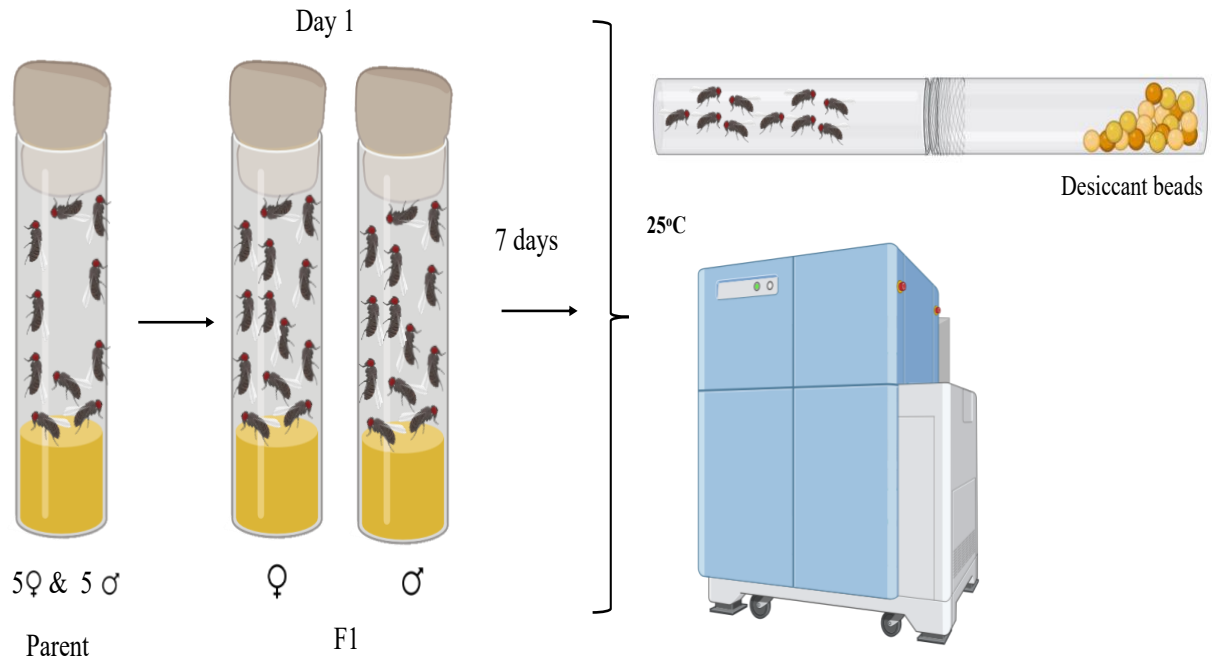 Day 1
5♀ & 5 ♂
Parent
♀
♂
F1
7 days
Desiccant beads
25ºC